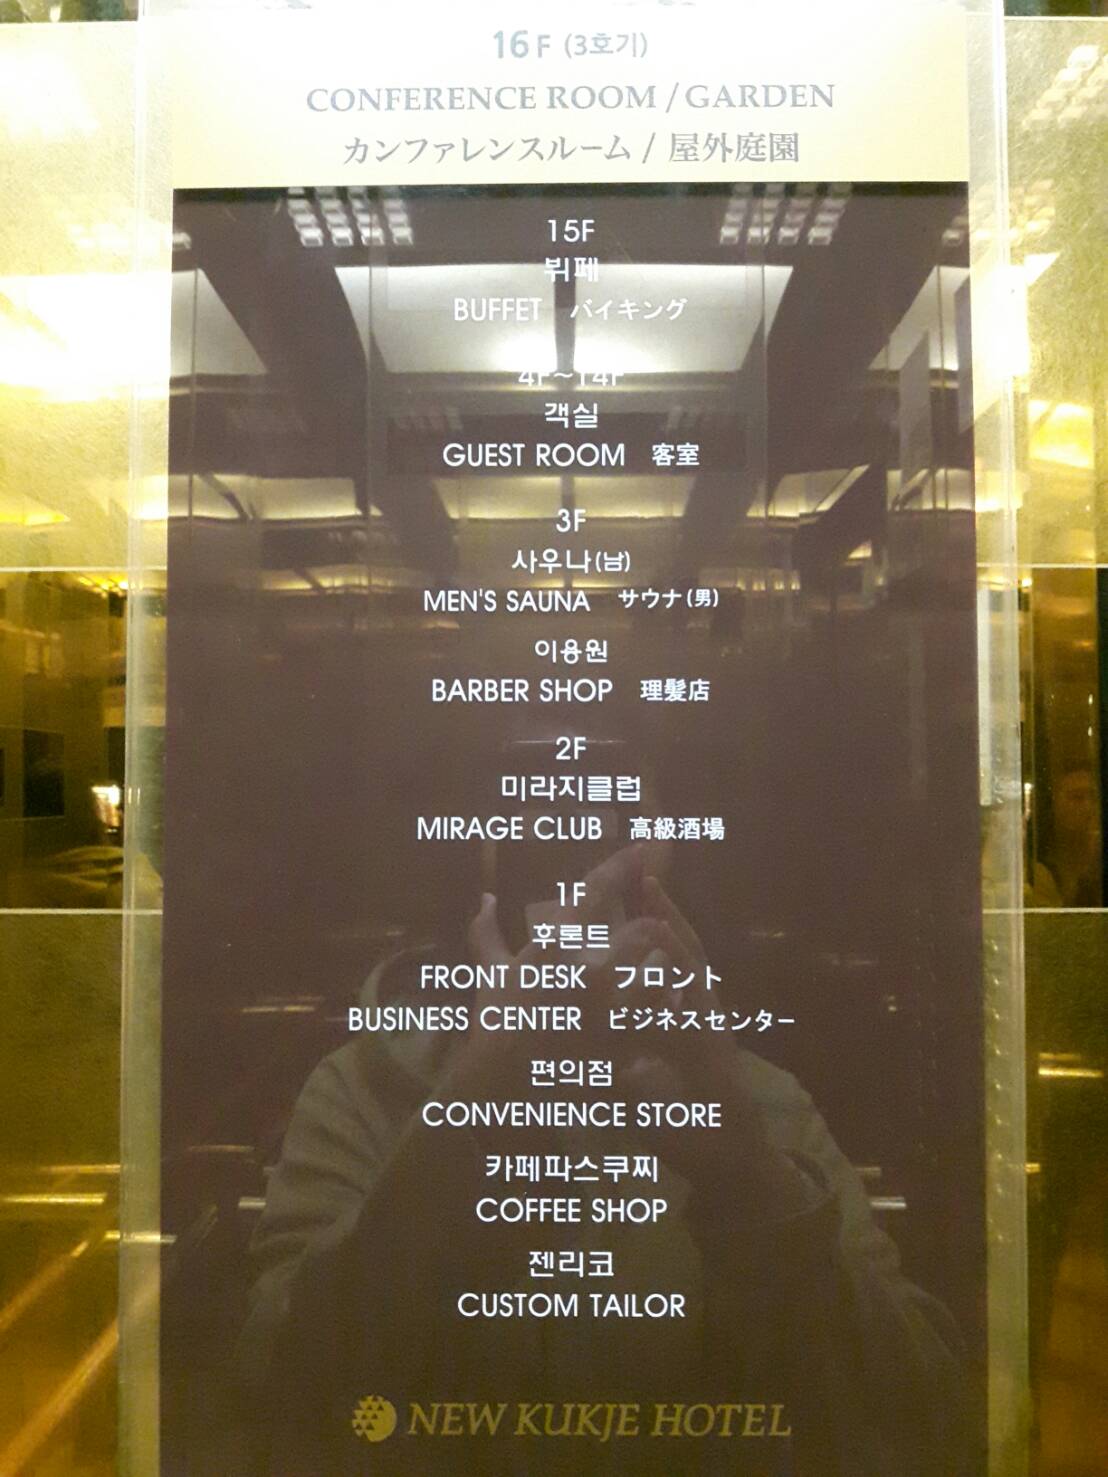 16F (3호기)
CONFERENCE ROOM / GARDEN
カンファレンスルーム / 屋外庭園
15F
뷔페
BUFFET バイキング
4F~14F
객실
GUEST ROOM 客室
3F
사우나(남)
MEN'S SAUNA サウナ(男)
이용원
BARBER SHOP 理髪店
2F
미라지클럽
MIRAGE CLUB 高級酒場
1F
후론트
FRONT DESK フロント
BUSINESS CENTER ビジネスセンター
편의점
CONVENIENCE STORE
카페파스쿠찌
COFFEE SHOP
젠리코
CUSTOM TAILOR
NEW KUKJE HOTEL